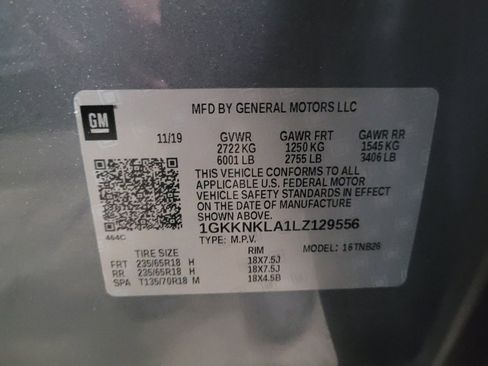 MFD BY GENERAL MOTORS LLC
GM
11/19 GVWR GAWR FRT GAWR RR
2722 KG 1250 KG 1545 KG
6001 LB 2755 LB 3406 LB
THIS VEHICLE CONFORMS TO ALL
APPLICABLE U.S. FEDERAL MOTOR
VEHICLE SAFETY STANDARDS IN EFFECT
ON THE DATE OF MANUFACTURE
SHOWN ABOVE.
1GKKNKLA1LZ129556
464C
TYPE: M.P.V. MODEL: 16TNB26
TIRE SIZE RIM
FRT 235/65R18 H 18X7.5J
RR 235/65R18 H 18X7.5J
SPA T135/70R18 M 18X4.5B